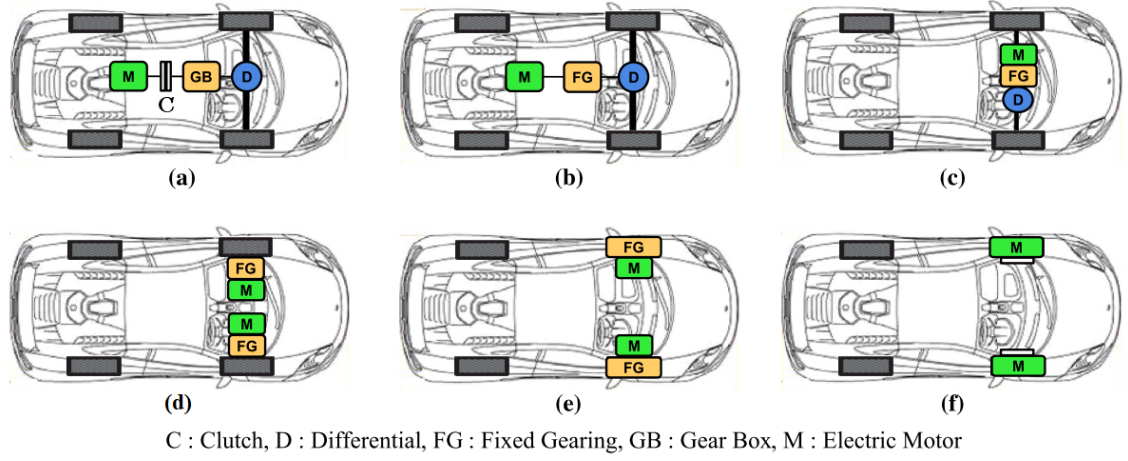 M GB D
C
(a)
M FG D
(b)
M
FG
D
(c)
FG
M
M
FG
(d)
FG
M
M
FG
(e)
M
M
(f)
C : Clutch, D : Differential, FG : Fixed Gearing, GB : Gear Box, M : Electric Motor